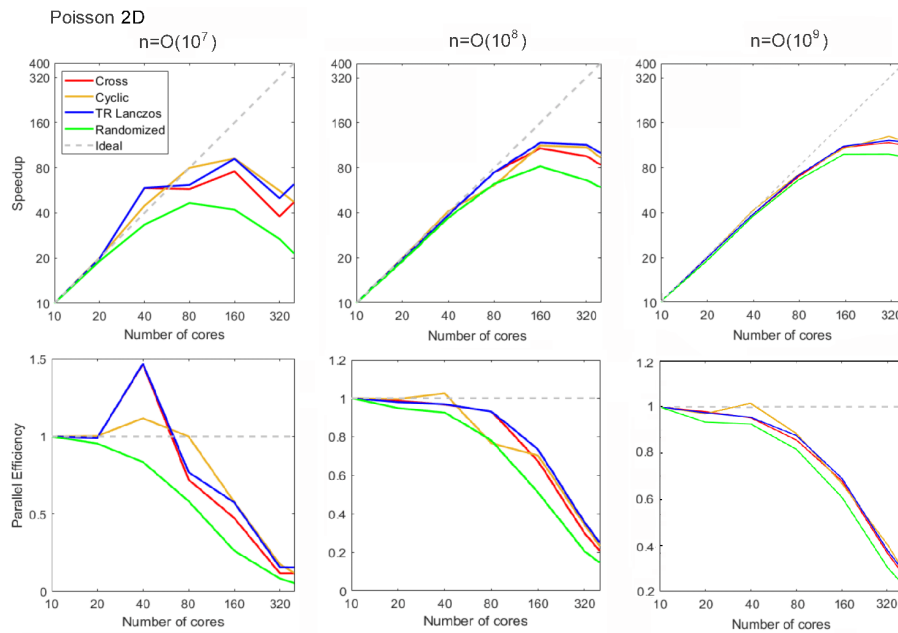 Poisson 2D
n=O(10⁷)
n=O(10⁸)
n=O(10⁹)
400
320
160
80
40
20
10
Speedup
Cross
Cyclic
TR Lanczos
Randomized
Ideal
10 20 40 80 160 320
Number of cores
400
320
160
80
40
20
10
10 20 40 80 160 320
Number of cores
400
320
160
80
40
20
10
10 20 40 80 160 320
Number of cores
1.5
1
0.5
0
Parallel Efficiency
10 20 40 80 160 320
Number of cores
1.2
1
0.8
0.6
0.4
0.2
0
10 20 40 80 160 320
Number of cores
1.2
1
0.8
0.6
0.4
0.2
10 20 40 80 160 320
Number of cores